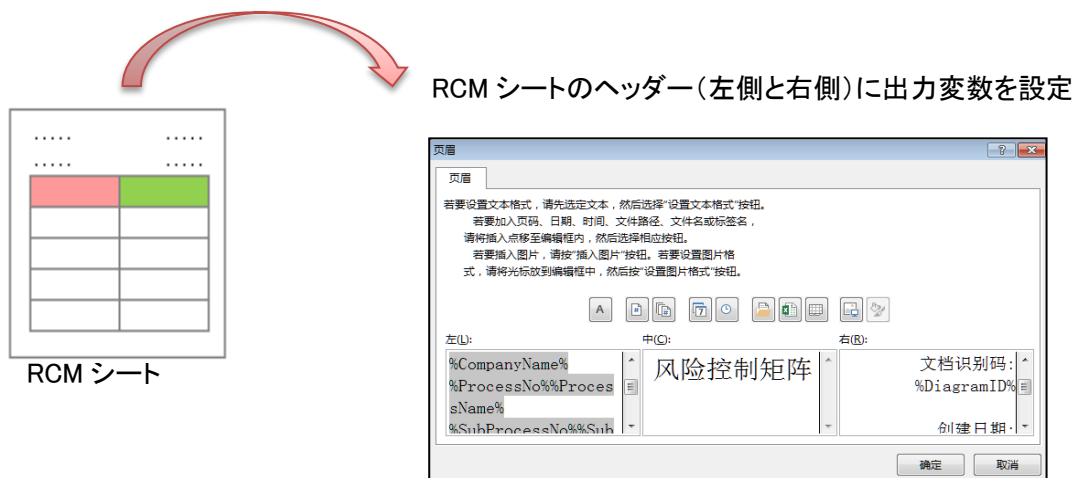 RCM シートのヘッダー（左側と右側）に出力変数を設定
.....    .....
.....    .....
RCM シート
页眉
页眉
若要设置文本格式，请先选定文本，然后选择“设置文本格式”按钮。
若要加入页码、日期、时间、文件路径、文件名或标签名，
请将插入点移至编辑框内，然后选择相应按钮。
若要插入图片，请按“插入图片”按钮。若要设置图片格
式，请将光标放到编辑框中，然后按“设置图片格式”按钮。
A
左(L):
%CompanyName%
%ProcessNo%%Proces
sName%
%SubProcessNo%%Sub
中(C):
风险控制矩阵
右(R):
文档识别码:
%DiagramID%
创建日期:
确定 取消